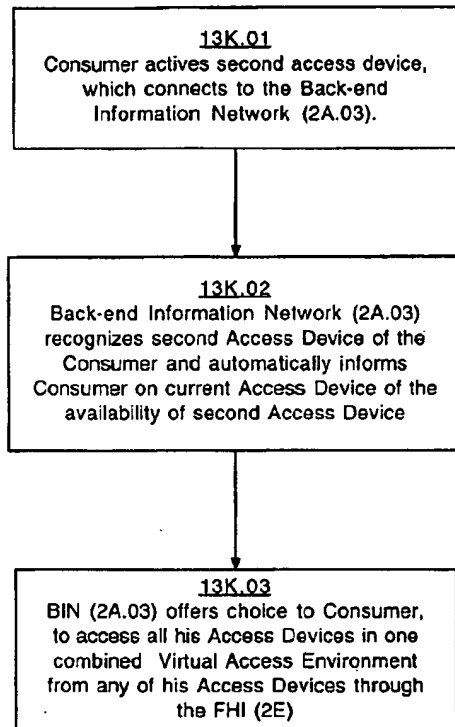 13K.01
Consumer actives second access device,
which connects to the Back-end
Information Network (2A.03).
13K.02
Back-end Information Network (2A.03)
recognizes second Access Device of the
Consumer and automatically informs
Consumer on current Access Device of the
availability of second Access Device
13K.03
BIN (2A.03) offers choice to Consumer,
to access all his Access Devices in one
combined Virtual Access Environment
from any of his Access Devices through
the FHI (2E)